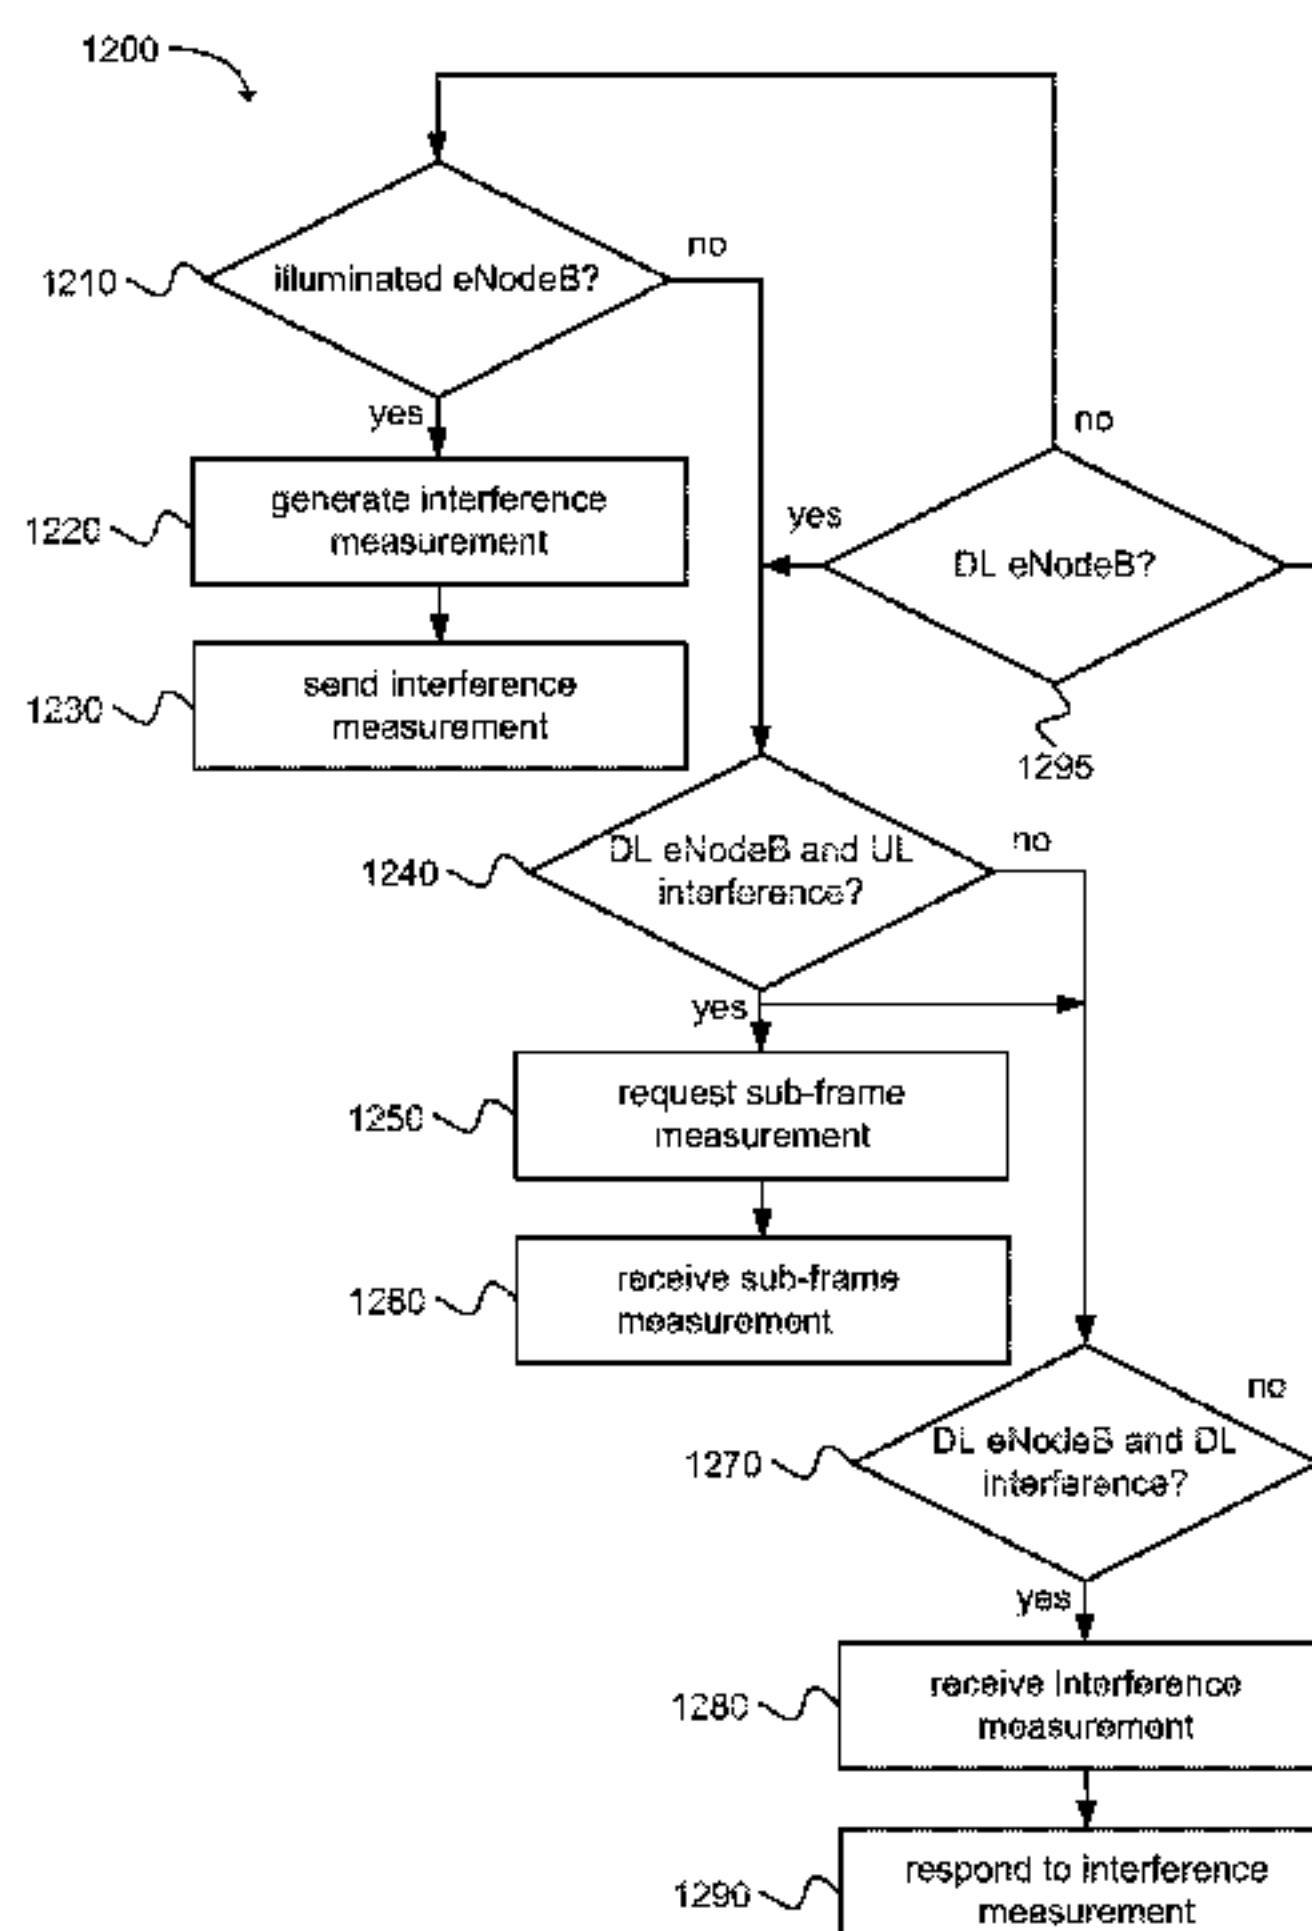 1200
no
1210
illuminated eNodeB?
yes
no
1220
generate interference
measurement
yes
DL eNodeB?
1230
send interference
measurement
1295
1240
DL eNodeB and UL
interference?
no
yes
1250
request sub-frame
measurement
1260
receive sub-frame
measurement
no
1270
DL eNodeB and DL
interference?
yes
1280
receive Interference
measurement
1290
respond to interference
measurement